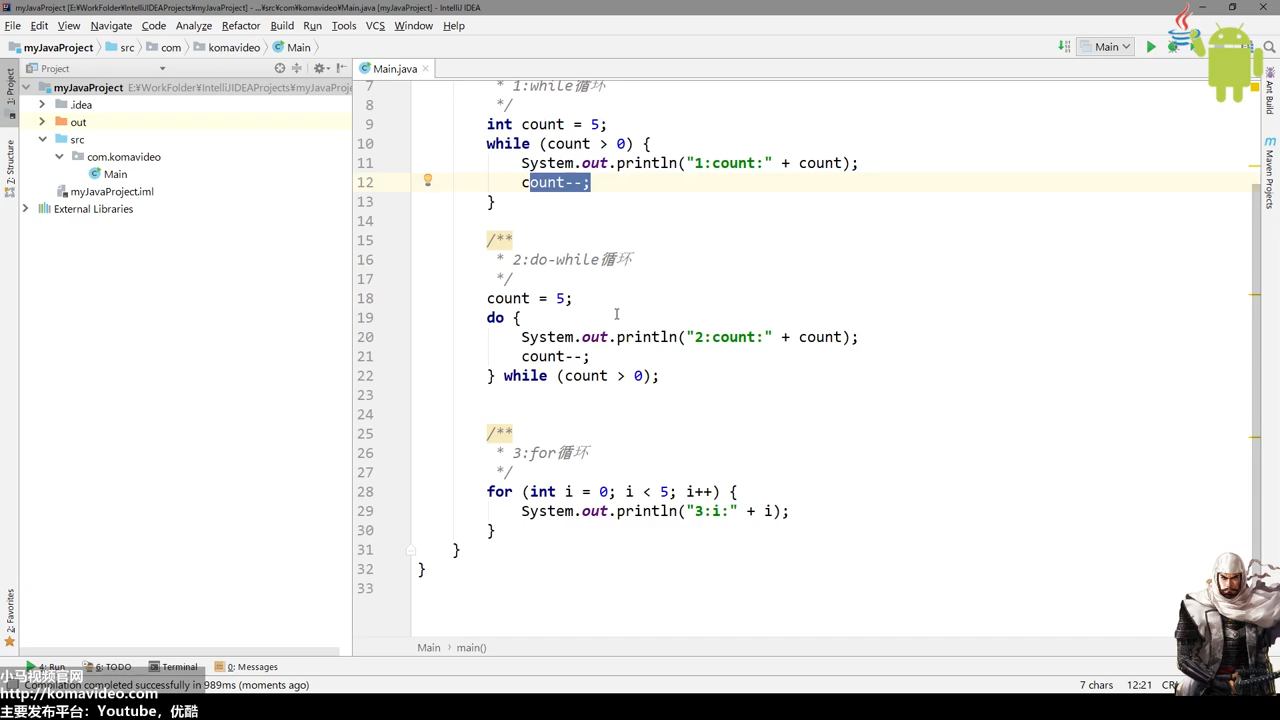 myJavaProject [E:¥WorkFolder¥IntelliJIDEAProjects¥myJavaProject] - ...¥src¥com¥komavideo¥Main.java [myJavaProject] - IntelliJ IDEA
File Edit View Navigate Code Analyze Refactor Build Run Tools VCS Window Help
myJavaProject src com komavideo Main
Main
Project
Main.java
1: Project
2: Structure
2: Favorites
Ant Build
Maven Projects
myJavaProject E:¥WorkFolder¥IntelliJIDEAProjects¥myJavaProj
.idea
out
src
com.komavideo
Main
myJavaProject.iml
External Libraries
7 * 1:while循环
8 */
9 int count = 5;
10 while (count > 0) {
11 System.out.println("1:count:" + count);
12 count--;
13 }
14
15 /**
16 * 2:do-while循环
17 */
18 count = 5;
19 do {
20 System.out.println("2:count:" + count);
21 count--;
22 } while (count > 0);
23
24
25 /**
26 * 3:for循环
27 */
28 for (int i = 0; i < 5; i++) {
29 System.out.println("3:i:" + i);
30 }
31 }
32 }
33
Main main()
4: Run 6: TODO Terminal 0: Messages
Compilation completed successfully in 989ms (moments ago)
7 chars 12:21
小马视频官网
http://komavideo.com
主要发布平台：Youtube，优酷
Java